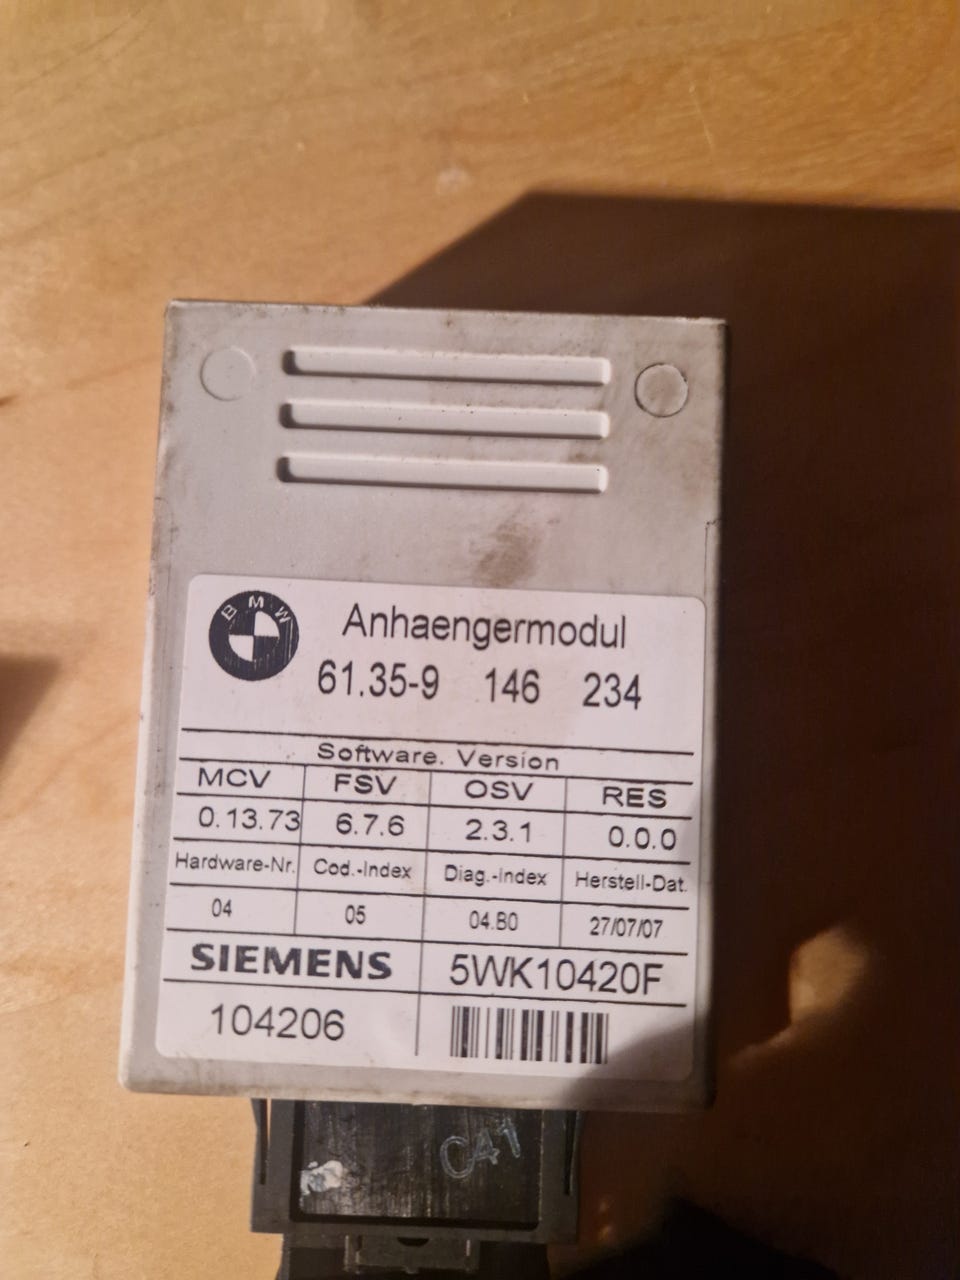 BMW
Anhaengermodul
61.35-9 146 234
Software. Version
MCV FSV OSV RES
0.13.73 6.7.6 2.3.1 0.0.0
Hardware-Nr. Cod.-Index Diag.-Index Herstell-Dat.
04 05 04.B0 27/07/07
SIEMENS 5WK10420F
104206
C41